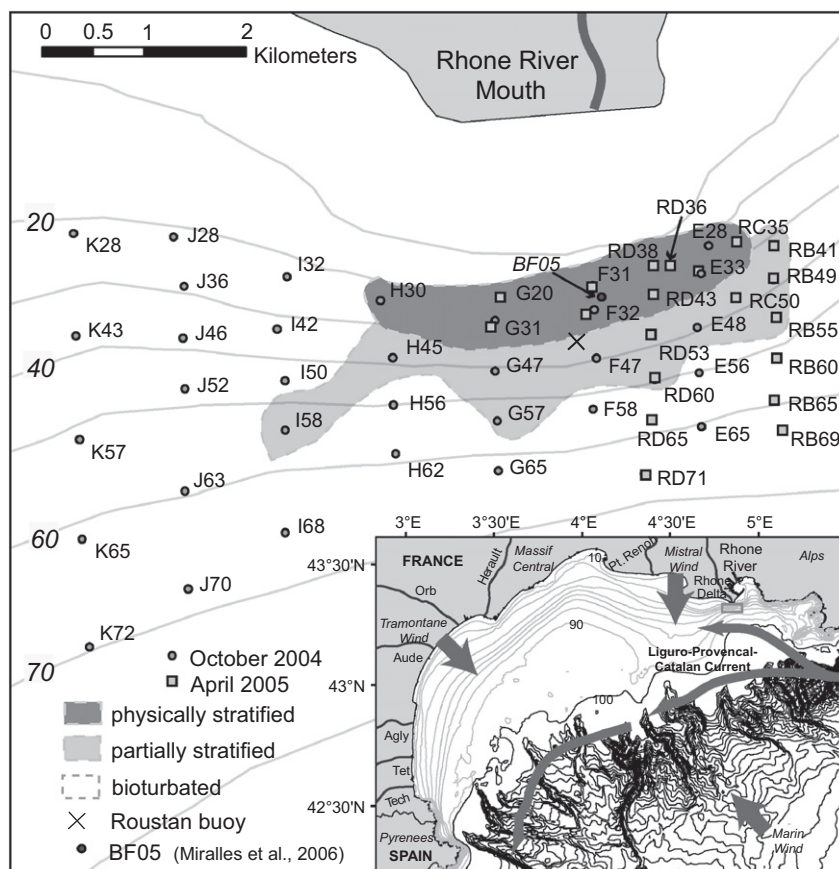 0 0.5 1 2
Kilometers
Rhone River
Mouth
20
40
60
70
K28
J28
I32
J36
H30
K43
J46
I42
H45
J52
I50
H56
K57
I58
H62
J63
K65
I68
J70
K72
BF05
G20
G31
G47
G57
G65
F31
F32
F47
F58
RD36
RD38
RD43
RD53
RD60
RD65
RD71
E28
E33
E48
E56
E65
RC35
RC50
RB41
RB49
RB55
RB60
RB65
RB69
October 2004
April 2005
physically stratified
partially stratified
bioturbated
Roustan buoy
BF05 (Miralles et al., 2006)
3°E 3°30'E 4°E 4°30'E 5°E
43°30'N
43°N
42°30'N
FRANCE
Massif
Central
Herault
10
Pt. Renon
Mistral
Wind
Rhone
River
Alps
Rhone
Delta
Orb
Tramontane
Wind
Aude
90
Liguro-Provencal-
Catalan Current
100
Agly
Tet
Tech
Pyrenees
SPAIN
Marin
Wind